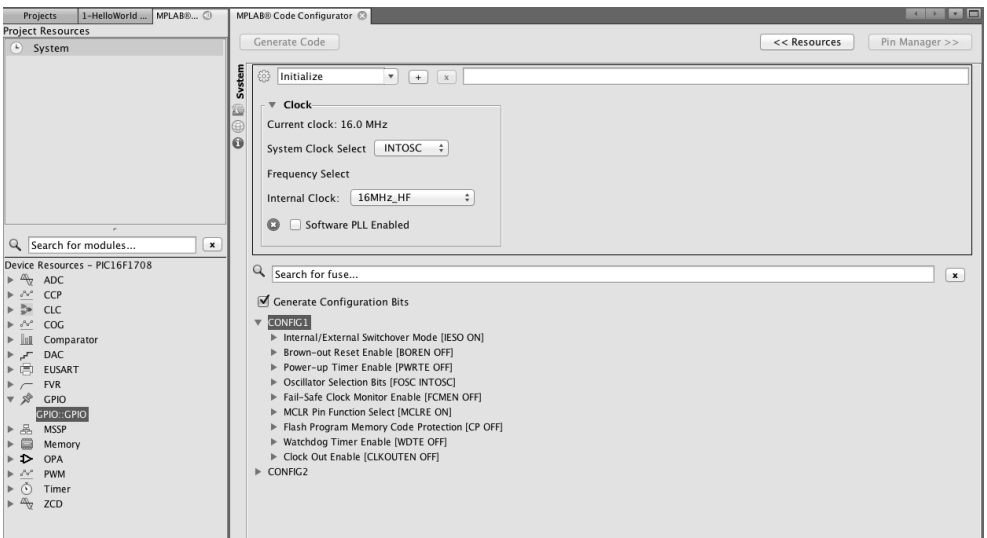 Projects
1-HelloWorld ...
MPLAB®...
Project Resources
System
Search for modules...
x
Device Resources - PIC16F1708
ADC
CCP
CLC
COG
Comparator
DAC
EUSART
FVR
GPIO
GPIO::GPIO
MSSP
Memory
OPA
PWM
Timer
ZCD
MPLAB® Code Configurator
Generate Code
<< Resources
Pin Manager >>
System
Initialize
+
x
Clock
Current clock: 16.0 MHz
System Clock Select INTOSC
Frequency Select
Internal Clock: 16MHz_HF
Software PLL Enabled
Search for fuse...
x
Generate Configuration Bits
CONFIG1
Internal/External Switchover Mode [IESO ON]
Brown-out Reset Enable [BOREN OFF]
Power-up Timer Enable [PWRTE OFF]
Oscillator Selection Bits [FOSC INTOSC]
Fail-Safe Clock Monitor Enable [FCMEN OFF]
MCLR Pin Function Select [MCLRE ON]
Flash Program Memory Code Protection [CP OFF]
Watchdog Timer Enable [WDTE OFF]
Clock Out Enable [CLKOUTEN OFF]
CONFIG2